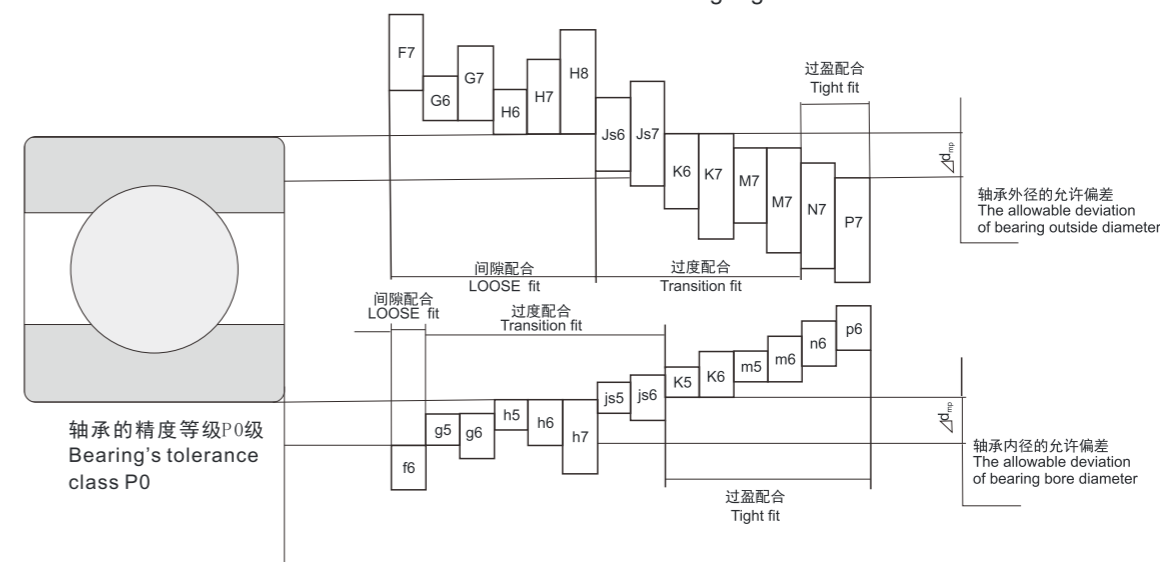 F7
G6
G7
H6
H7
H8
Js6
Js7
K6
K7
M7
M7
N7
P7
过盈配合
Tight fit
⊿dmp
轴承外径的允许偏差
The allowable deviation
of bearing outside diameter
间隙配合
LOOSE fit
过度配合
Transition fit
间隙配合
LOOSE fit
过度配合
Transition fit
f6
g5
g6
h5
h6
h7
js5
js6
K5
K6
m5
m6
n6
p6
⊿dmp
轴承内径的允许偏差
The allowable deviation
of bearing bore diameter
过盈配合
Tight fit
轴承的精度等级P0级
Bearing's tolerance
class P0